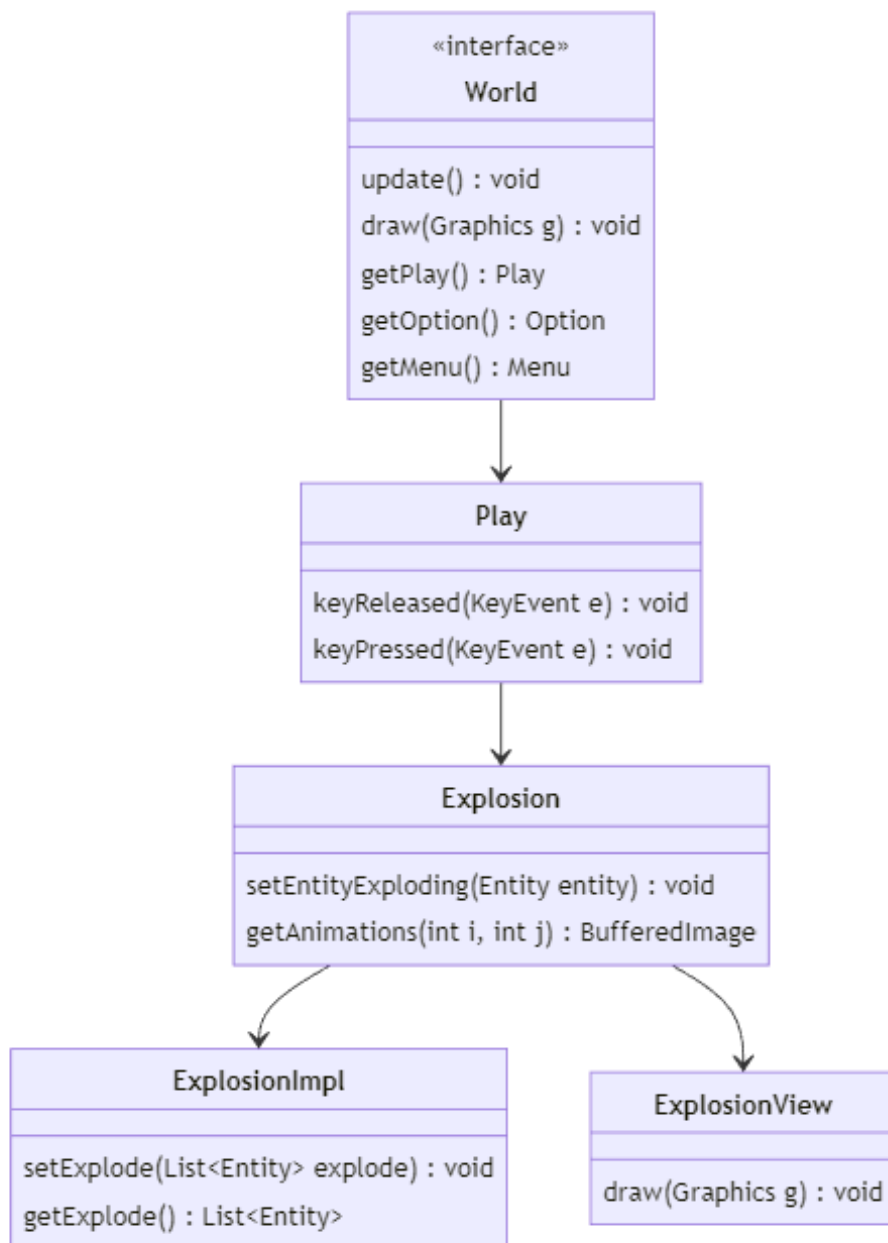 «interface»
World
update() : void
draw(Graphics g) : void
getPlay() : Play
getOption() : Option
getMenu() : Menu
Play
keyReleased(KeyEvent e) : void
keyPressed(KeyEvent e) : void
Explosion
setEntityExploding(Entity entity) : void
getAnimations(int i, int j) : BufferedImage
ExplosionImpl
setExplode(List<Entity> explode) : void
getExplode() : List<Entity>
ExplosionView
draw(Graphics g) : void